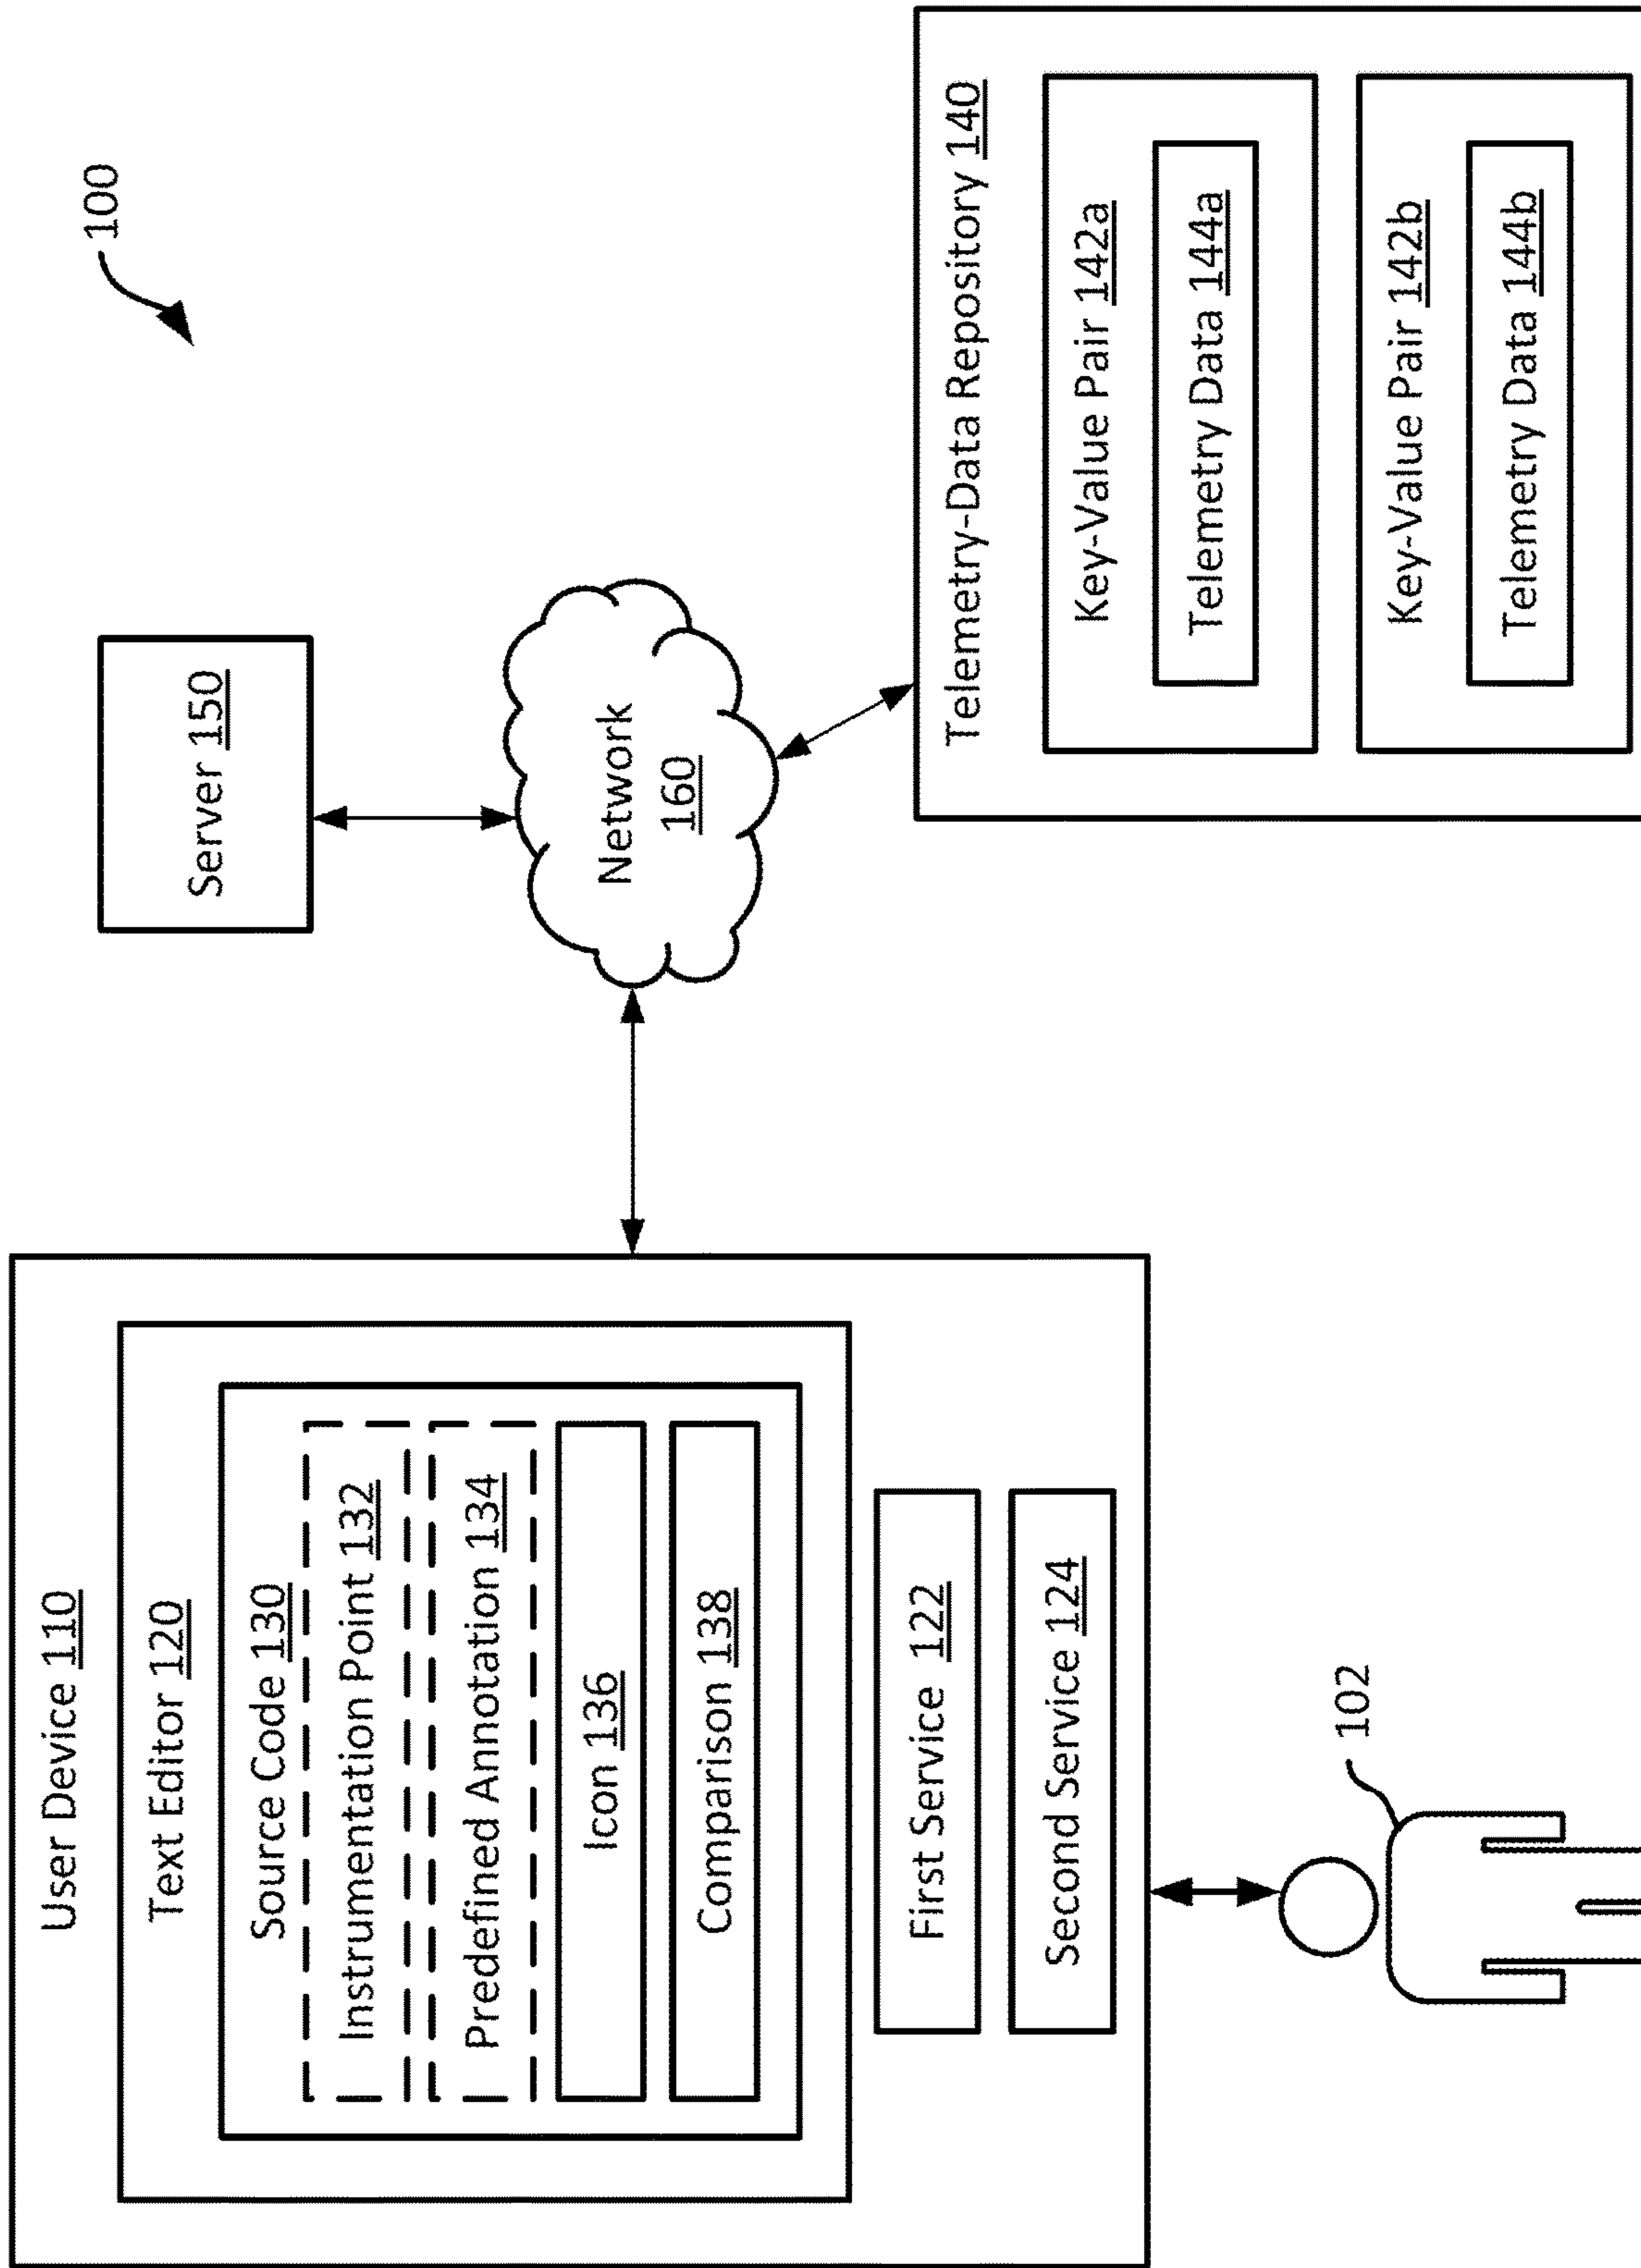 100
User Device 110
Text Editor 120
Source Code 130
Instrumentation Point 132
Predefined Annotation 134
Icon 136
Comparison 138
First Service 122
Second Service 124
102
Server 150
Network
160
Telemetry-Data Repository 140
Key-Value Pair 142a
Telemetry Data 144a
Key-Value Pair 142b
Telemetry Data 144b